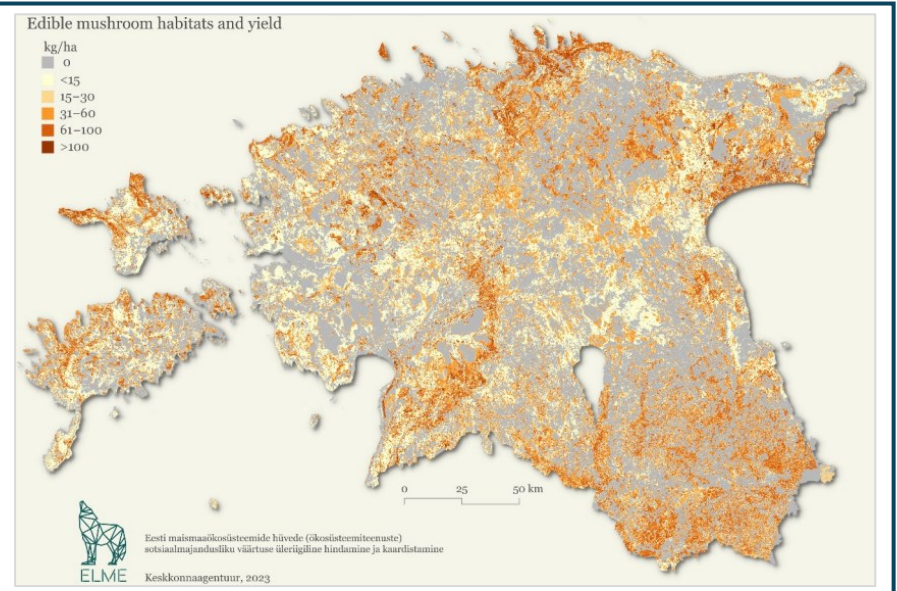 Edible mushroom habitats and yield
kg/ha
0
<15
15–30
31–60
61–100
>100
0 25 50 km
Eesti maismaaökosüsteemide hüvede (ökosüsteemiteenuste)
sotsiaalmajandusliku väärtuse üleriigiline hindamine ja kaardistamine
ELME
Keskkonnaagentuur, 2023